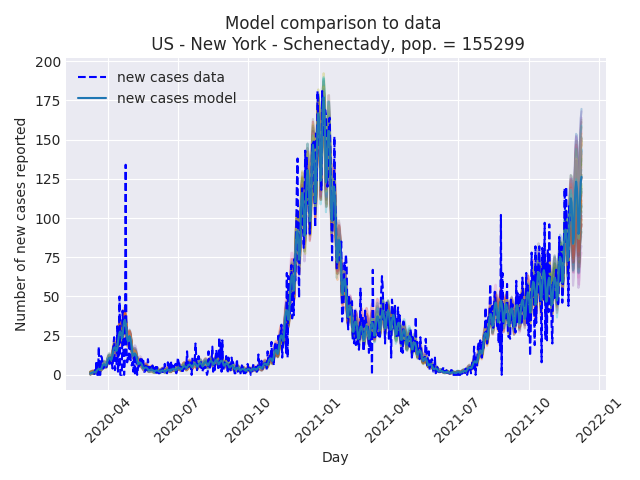 Model comparison to data
US - New York - Schenectady, pop. = 155299
new cases data
new cases model
Number of new cases reported
200
175
150
125
100
75
50
25
0
2020-04
2020-07
2020-10
2021-01
2021-04
2021-07
2021-10
2022-01
Day